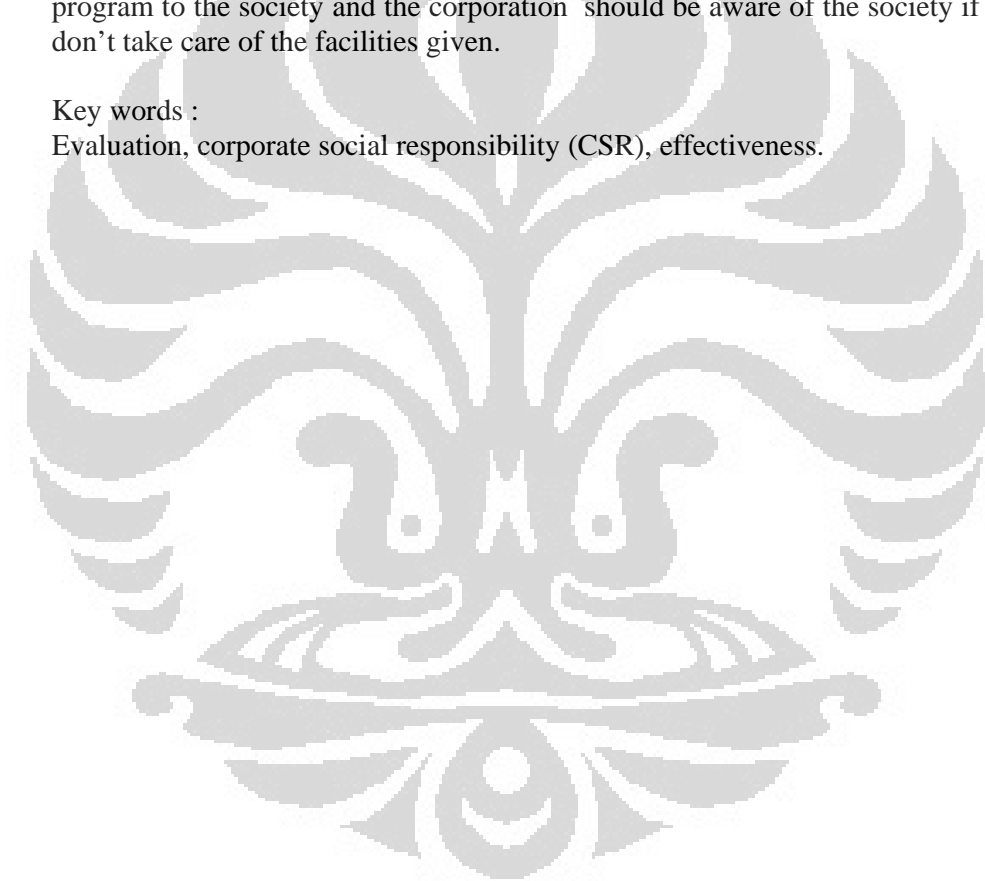 program to the society and the corporation should be aware of the society if
don't take care of the facilities given.
Key words :
Evaluation, corporate social responsibility (CSR), effectiveness.